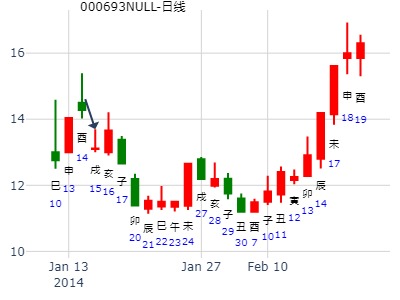 000693NULL-日线
16
14
12
10
巳
10
申
13
酉
14
戌
15
亥
16
子
17
卯
20
辰
21
巳
22
午
23
未
24
戌
27
亥
28
子
29
丑
30
酉
7
子
10
丑
11
寅
12
卯
13
辰
14
未
17
申
18
酉
19
Jan 13
2014
Jan 27
Feb 10